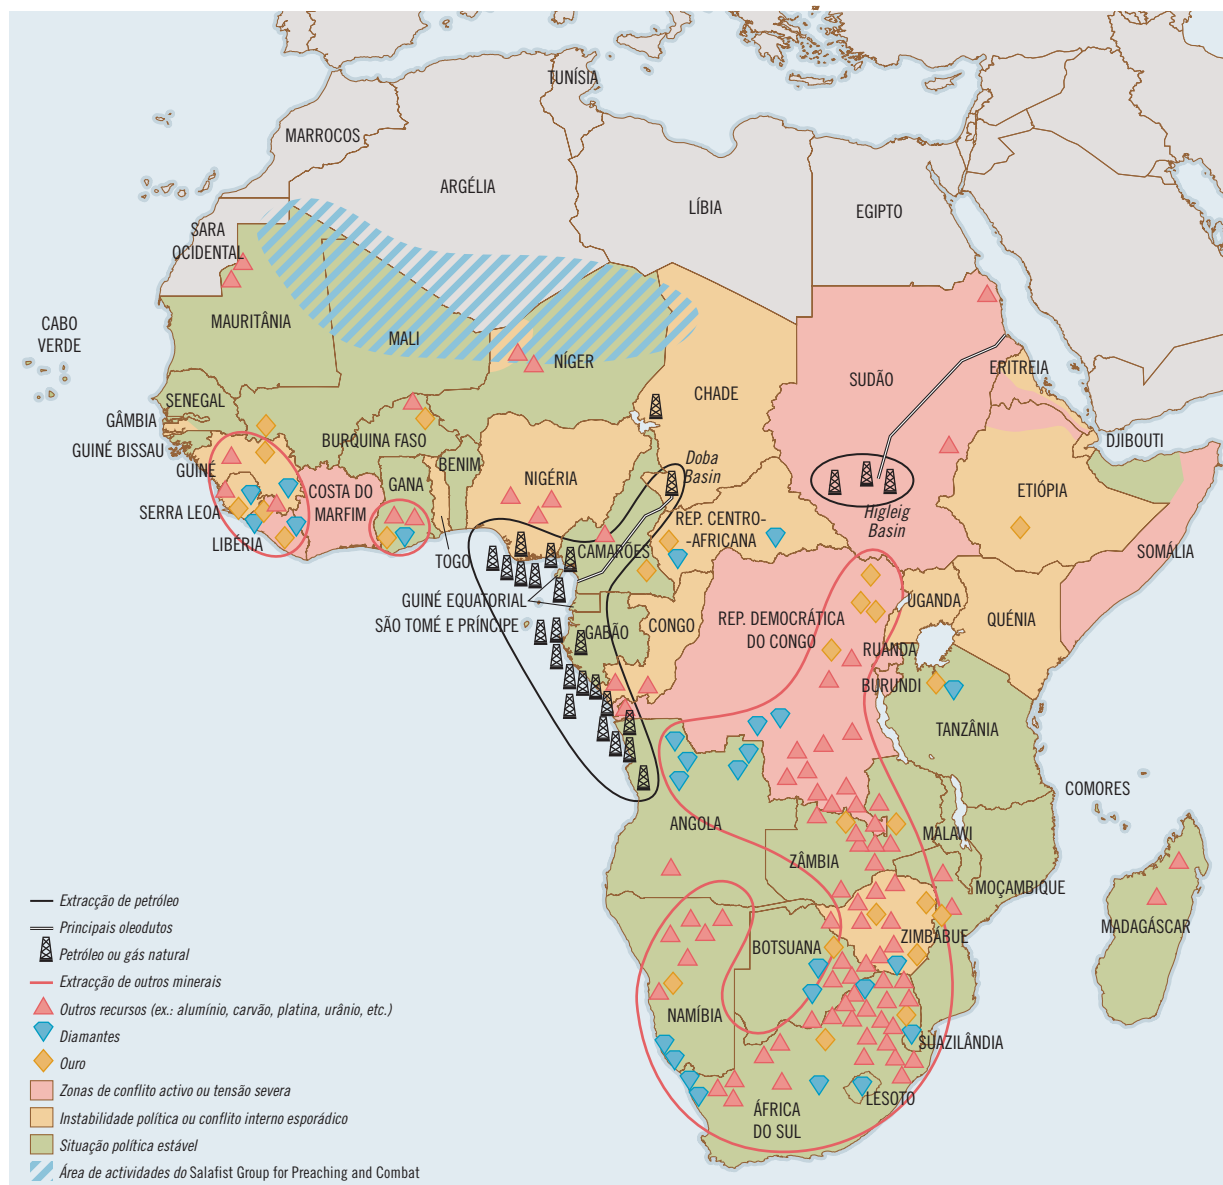 TUNÍSIA
MARROCOS
ARGÉLIA
LÍBIA
EGIPTO
SARA
OCIDENTAL
CABO
VERDE
MAURITÂNIA
MALI
NÍGER
CHADE
SUDÃO
ERITREIA
SENEGAL
GÂMBIA
GUINÉ BISSAU
GUINÉ
BURQUINA FASO
BENIM
GANA
NIGÉRIA
Doba
Basin
DJIBOUTI
COSTA DO
MARFIM
SERRA LEOA
LIBÉRIA
TOGO
CAMARÕES
REP. CENTRO-
-AFRICANA
Higleig
Basin
ETIÓPIA
SOMÁLIA
GUINÉ EQUATORIAL
SÃO TOMÉ E PRÍNCIPE
GABÃO
CONGO
REP. DEMOCRÁTICA
DO CONGO
UGANDA
QUÉNIA
RUANDA
BURUNDI
TANZÂNIA
COMORES
ANGOLA
ZÂMBIA
MALAWI
MOÇAMBIQUE
MADAGÁSCAR
ZIMBABUE
BOTSUANA
NAMÍBIA
SUAZILÂNDIA
LESOTO
ÁFRICA
DO SUL
Extracção de petróleo
Principais oleodutos
Petróleo ou gás natural
Extracção de outros minerais
Outros recursos (ex.: alumínio, carvão, platina, urânio, etc.)
Diamantes
Ouro
Zonas de conflito activo ou tensão severa
Instabilidade política ou conflito interno esporádico
Situação política estável
Área de actividades do Salafist Group for Preaching and Combat